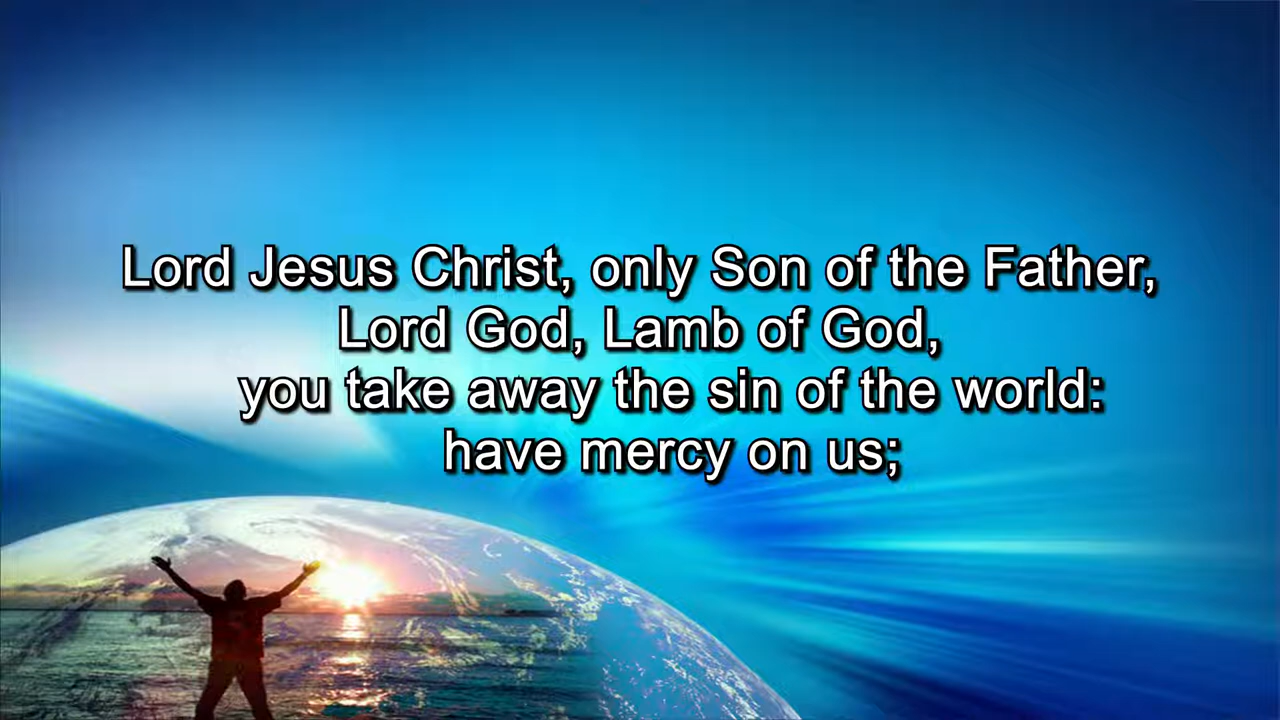 Lord Jesus Christ, only Son of the Father,
Lord God, Lamb of God,
you take away the sin of the world:
have mercy on us;